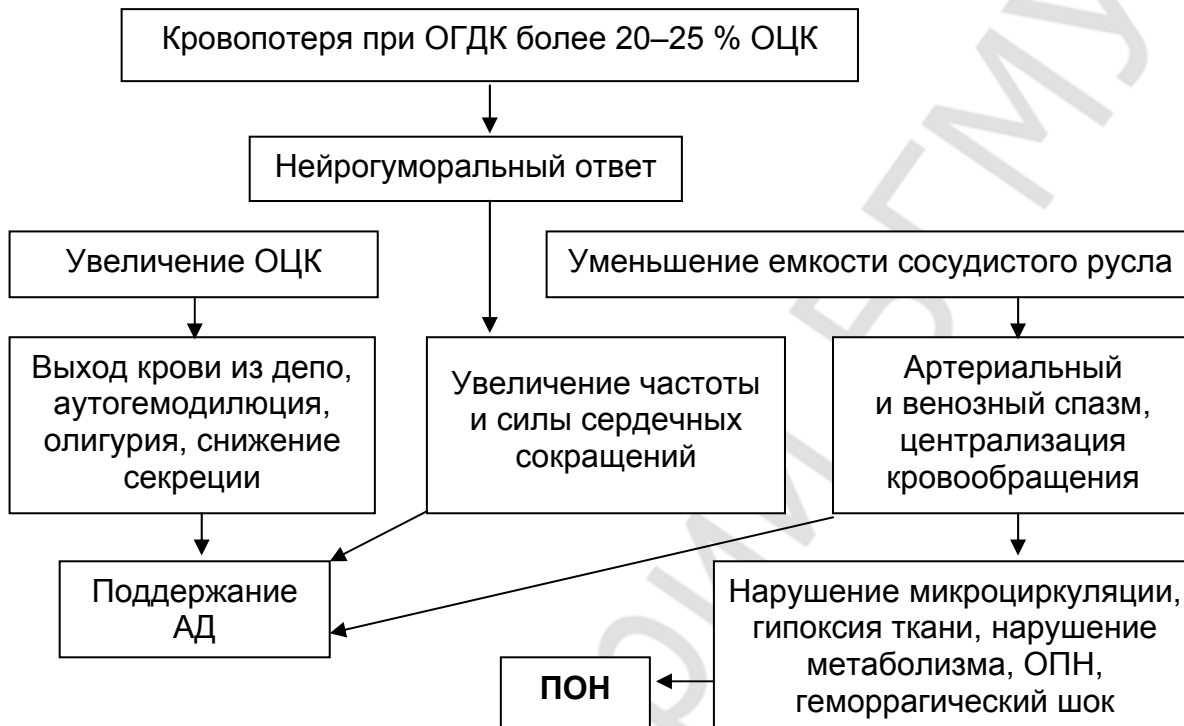 Кровопотеря при ОГДК более 20–25 % ОЦК
Нейрогуморальный ответ
Увеличение ОЦК
Уменьшение емкости сосудистого русла
Выход крови из депо,
аутогемодилюция,
олигурия, снижение
секреции
Увеличение частоты
и силы сердечных
сокращений
Артериальный
и венозный спазм,
централизация
кровообращения
Поддержание
АД
Нарушение микроциркуляции,
гипоксия ткани, нарушение
метаболизма, ОПН,
геморрагический шок
ПОН
БГМУ